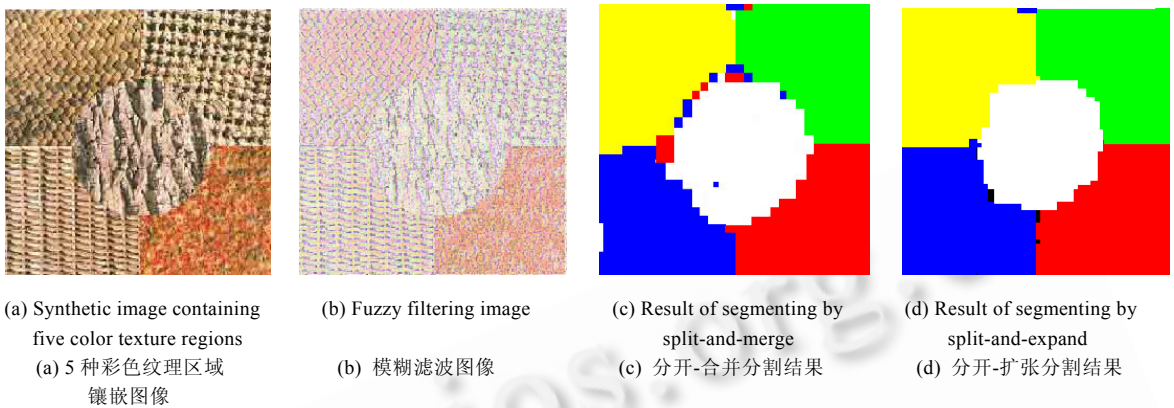 (a) Synthetic image containing
five color texture regions
(a) 5 种彩色纹理区域
镶嵌图像
(b) Fuzzy filtering image
(b) 模糊滤波图像
(c) Result of segmenting by
split-and-merge
(c) 分开-合并分割结果
(d) Result of segmenting by
split-and-expand
(d) 分开-扩张分割结果
ios.org.c